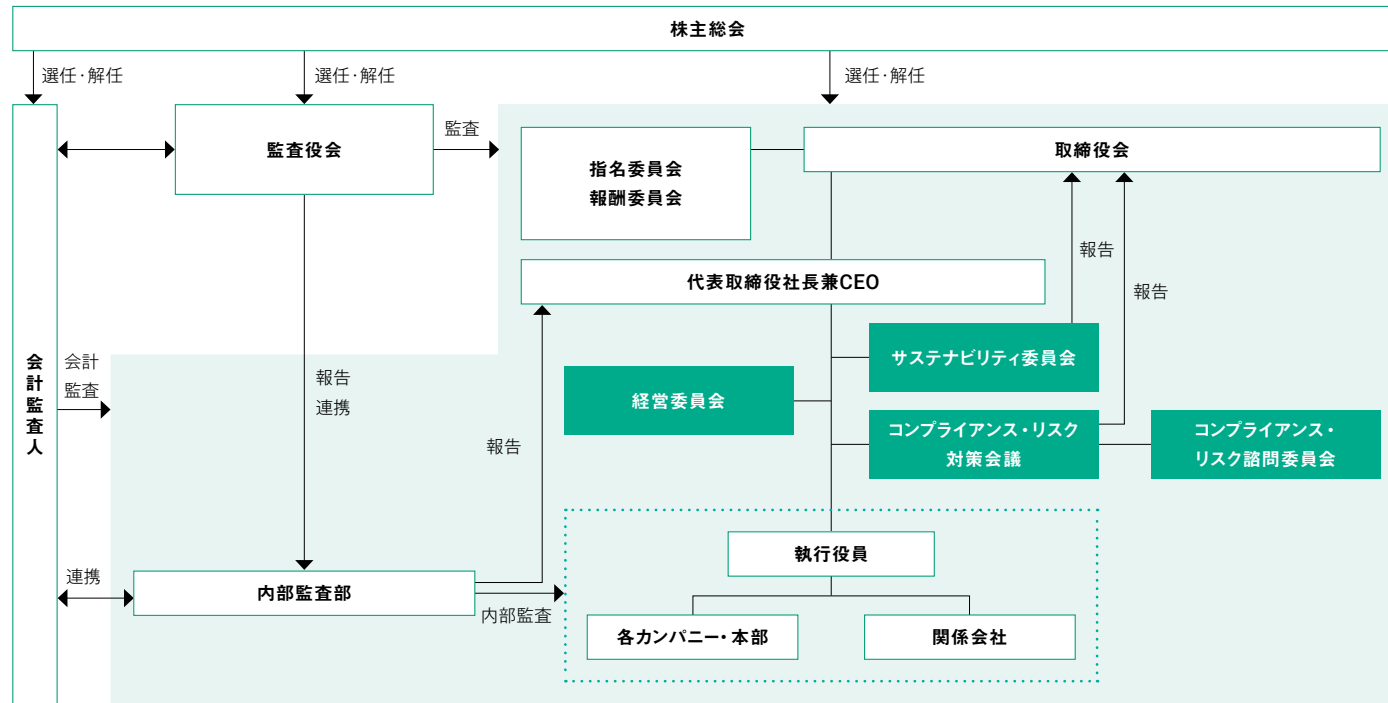 株主総会
選任・解任
選任・解任
選任・解任
監査役会
監査
指名委員会
報酬委員会
取締役会
報告
報告
代表取締役社長兼CEO
サステナビリティ委員会
会計監査人
会計
監査
報告
連携
経営委員会
報告
コンプライアンス・リスク
対策会議
コンプライアンス・
リスク諮問委員会
執行役員
連携
内部監査部
内部監査
各カンパニー・本部
関係会社